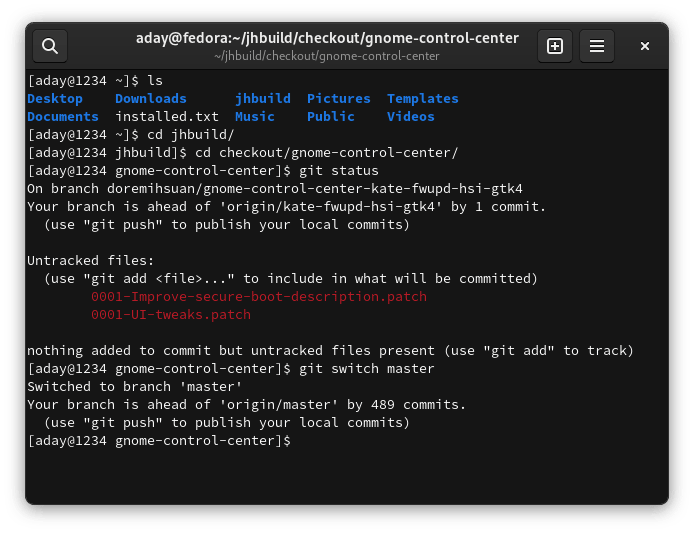 aday@fedora:~/jhbuild/checkout/gnome-control-center
~/jhbuild/checkout/gnome-control-center
[aday@1234 ~]$ ls
Desktop    Downloads      jhbuild  Pictures  Templates
Documents  installed.txt  Music    Public    Videos
[aday@1234 ~]$ cd jhbuild/
[aday@1234 jhbuild]$ cd checkout/gnome-control-center/
[aday@1234 gnome-control-center]$ git status
On branch doremihsuan/gnome-control-center-kate-fwupd-hsi-gtk4
Your branch is ahead of 'origin/kate-fwupd-hsi-gtk4' by 1 commit.
  (use "git push" to publish your local commits)
Untracked files:
  (use "git add <file>..." to include in what will be committed)
        0001-Improve-secure-boot-description.patch
        0001-UI-tweaks.patch
nothing added to commit but untracked files present (use "git add" to track)
[aday@1234 gnome-control-center]$ git switch master
Switched to branch 'master'
Your branch is ahead of 'origin/master' by 489 commits.
  (use "git push" to publish your local commits)
[aday@1234 gnome-control-center]$